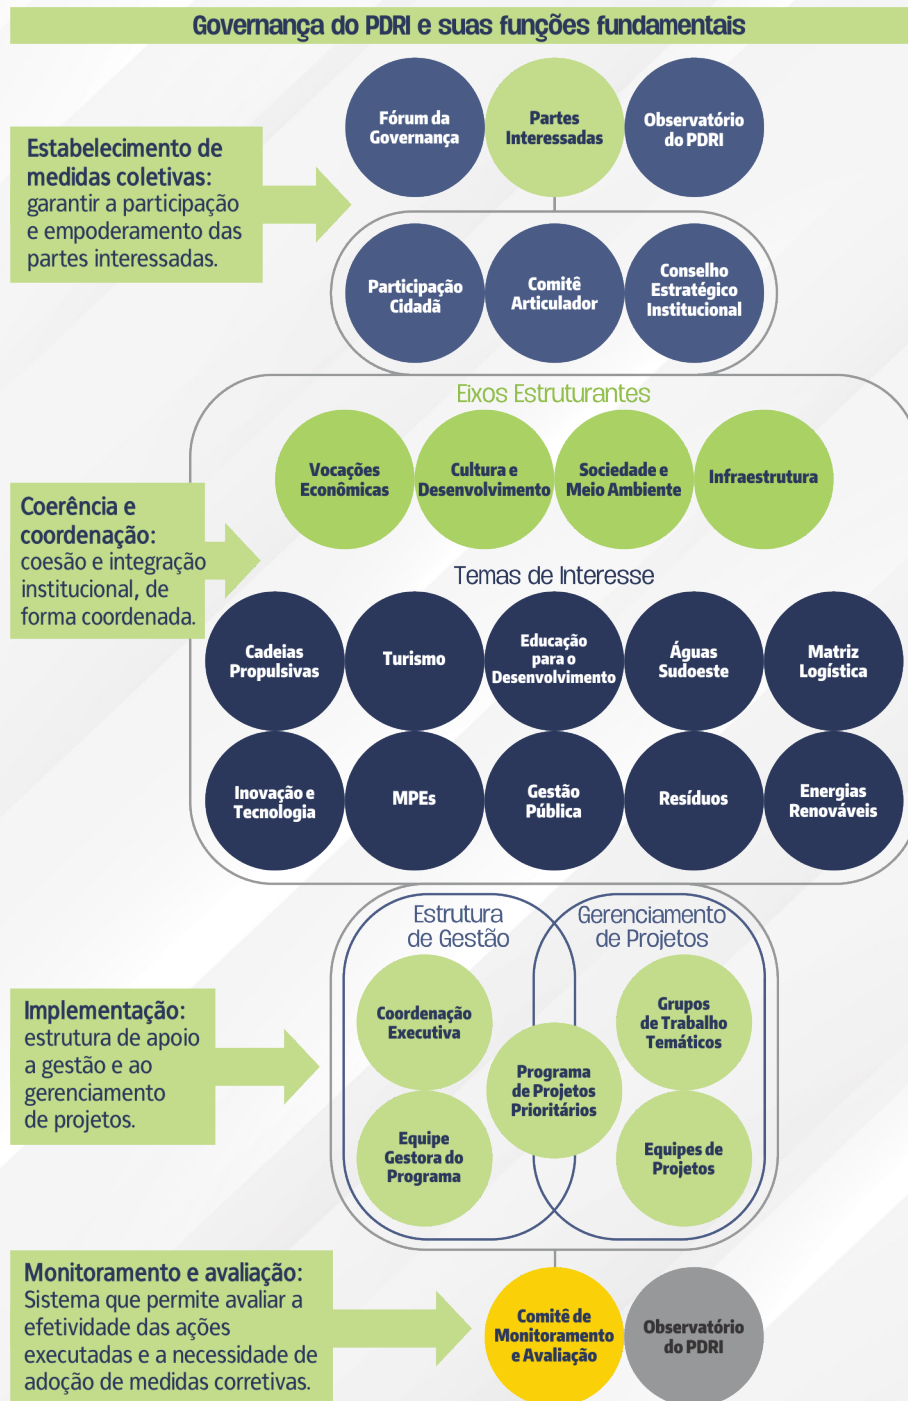 Governança do PDRI e suas funções fundamentais
Fórum da
Governança
Partes
Interessadas
Observatório
do PDRI
Estabelecimento de
medidas coletivas:
garantir a participação
e empoderamento das
partes interessadas.
Participação
Cidadã
Comitê
Articulador
Conselho
Estratégico
Institucional
Eixos Estruturantes
Vocações
Econômicas
Cultura e
Desenvolvimento
Sociedade e
Meio Ambiente
Infraestrutura
Coerência e
coordenação:
coesão e integração
institucional, de
forma coordenada.
Temas de Interesse
Cadeias
Propulsivas
Turismo
Educação
para o
Desenvolvimento
Águas
Sudoeste
Matriz
Logística
Inovação e
Tecnologia
MPEs
Gestão
Pública
Resíduos
Energias
Renováveis
Estrutura
de Gestão
Gerenciamento
de Projetos
Coordenação
Executiva
Grupos
de Trabalho
Temáticos
Programa
de Projetos
Prioritários
Equipe
Gestora do
Programa
Equipes de
Projetos
Implementação:
estrutura de apoio
a gestão e ao
gerenciamento
de projetos.
Monitoramento e avaliação:
Sistema que permite avaliar a
efetividade das ações
executadas e a necessidade de
adoção de medidas corretivas.
Comitê de
Monitoramento
e Avaliação
Observatório
do PDRI